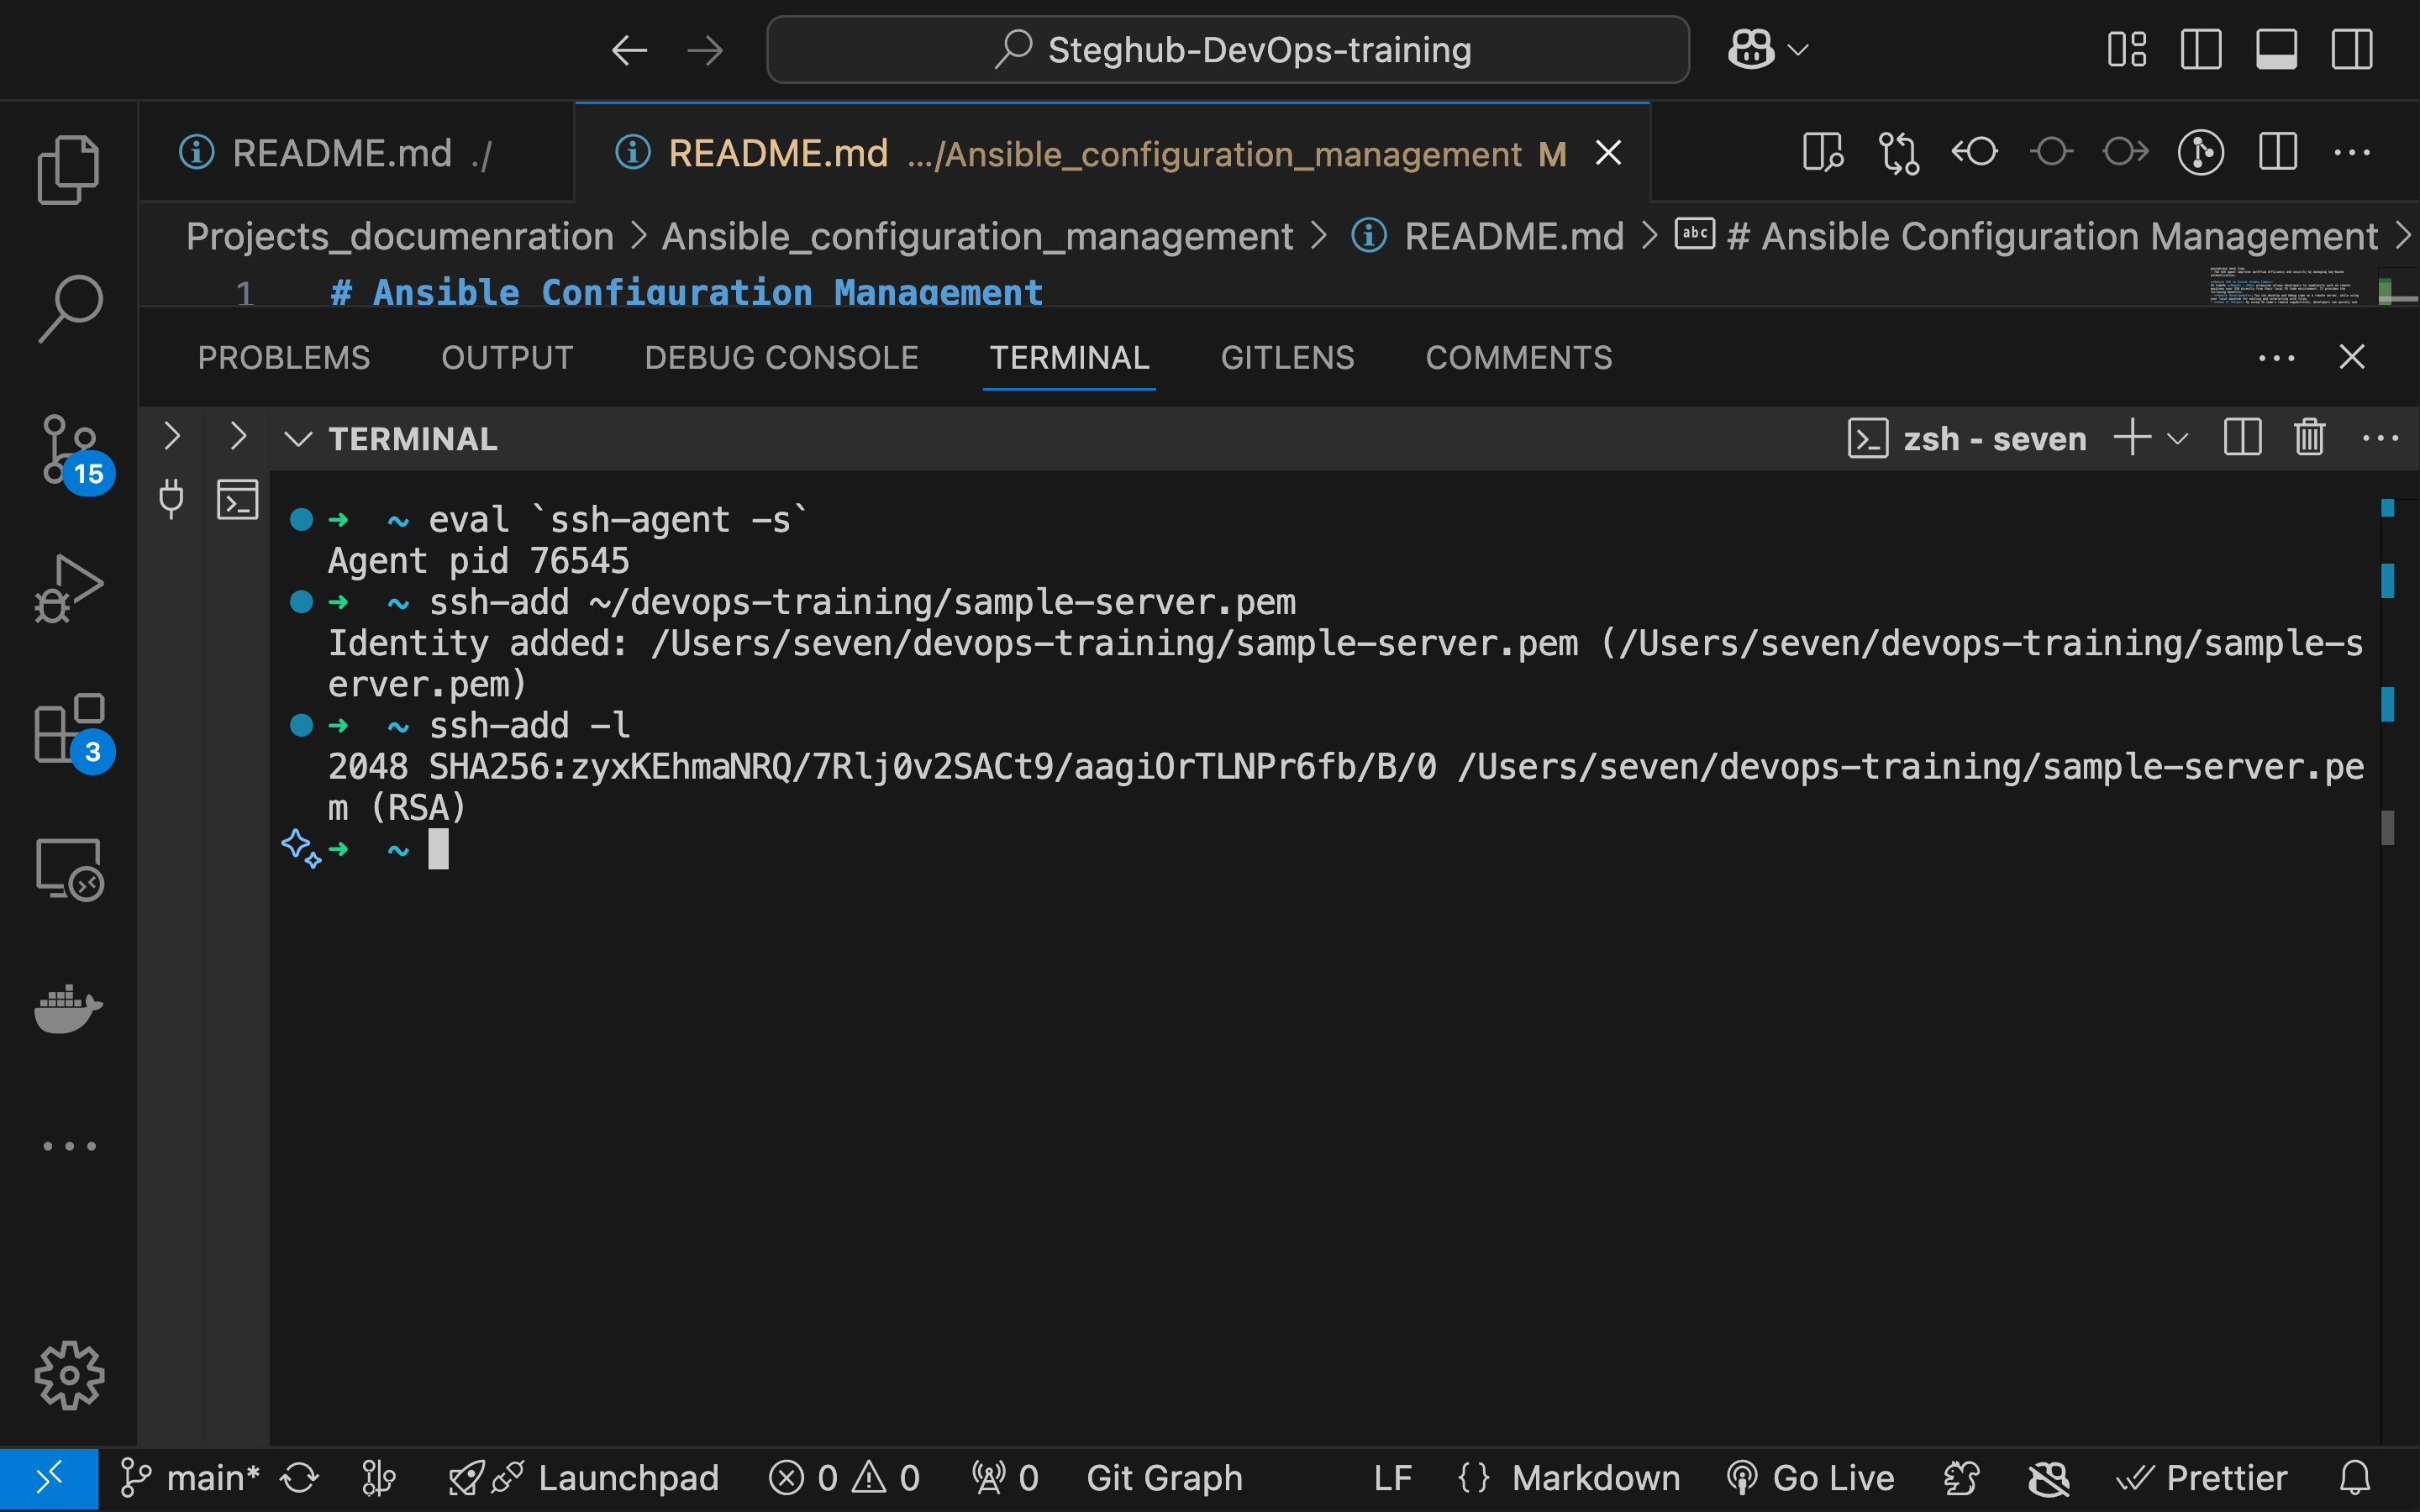 Steghub-DevOps-training
README.md ./
README.md .../Ansible_configuration_management M
Projects_documenration > Ansible_configuration_management > README.md > abc # Ansible Configuration Management >
1 # Ansible Configuration Management
PROBLEMS OUTPUT DEBUG CONSOLE TERMINAL GITLENS COMMENTS
TERMINAL
zsh - seven
15
3
~ eval `ssh-agent -s`
Agent pid 76545
~ ssh-add ~/devops-training/sample-server.pem
Identity added: /Users/seven/devops-training/sample-server.pem (/Users/seven/devops-training/sample-s
erver.pem)
~ ssh-add -l
2048 SHA256:zyxKEhmaNRQ/7Rlj0v2SACt9/aagiOrTLNPr6fb/B/0 /Users/seven/devops-training/sample-server.pe
m (RSA)
~
main* Launchpad 0 0 0 Git Graph LF {} Markdown Go Live Prettier